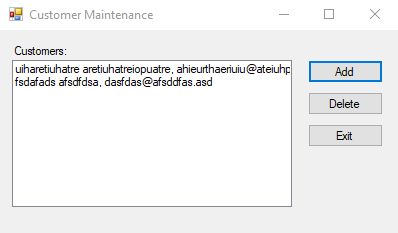 Customer Maintenance
Customers:
uiharetiuhatre aretiuhatreiopuatre, ahieurthaeriuiu@ateiuhp
fsdafads afsdfdsa, dasfdas@afsddfas.asd
Add
Delete
Exit